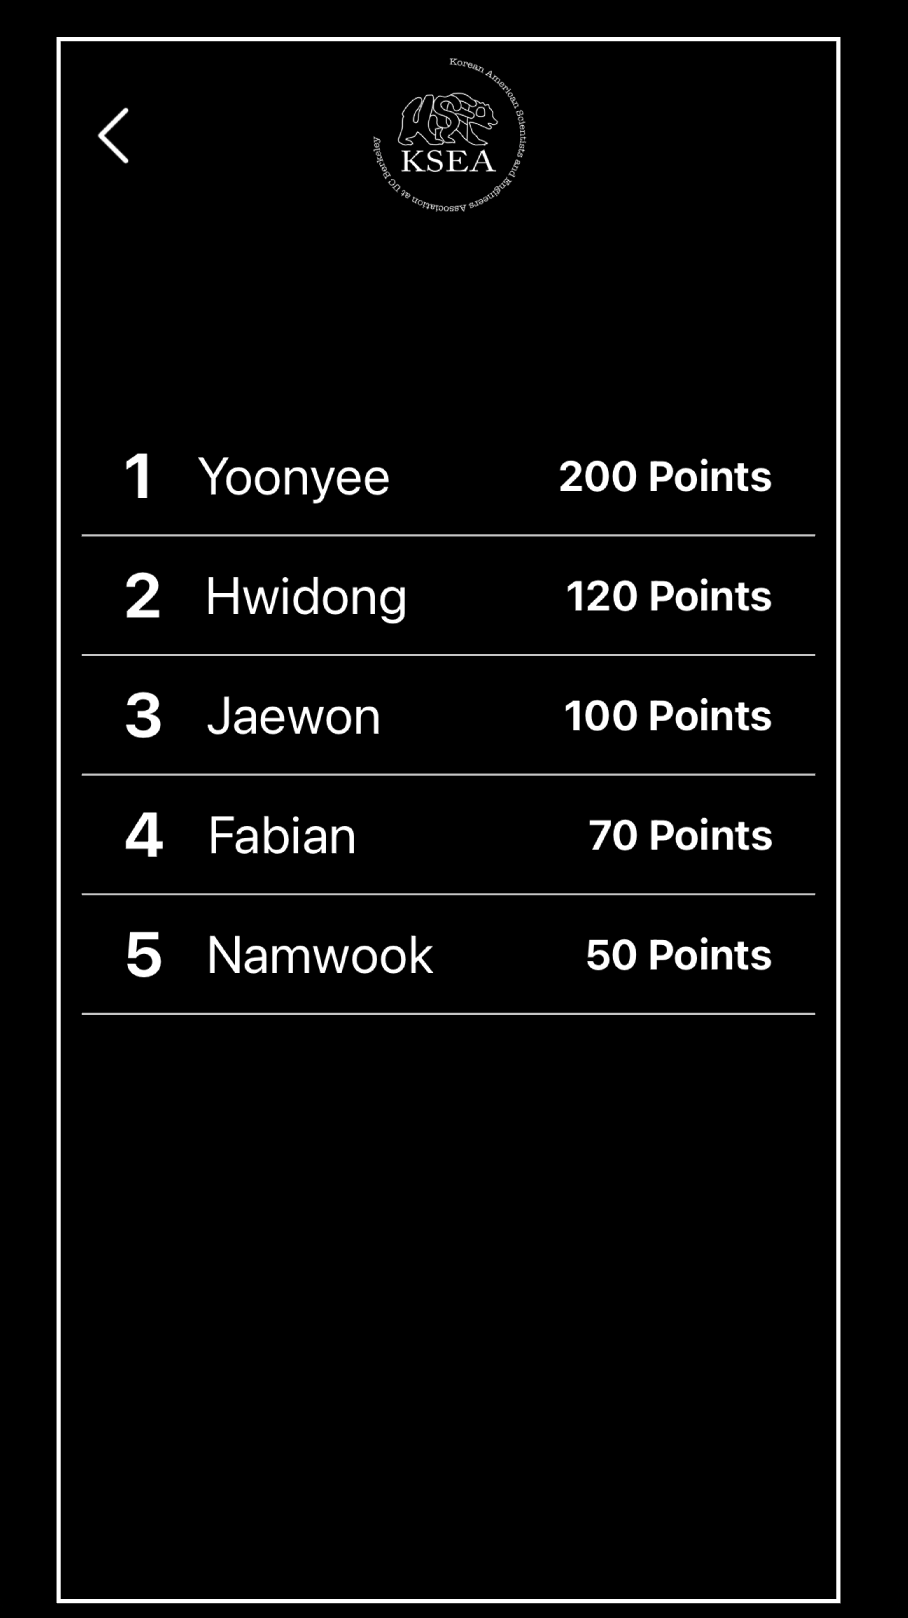 Korean American Scientists and Engineers Association at UC Berkeley
KSEA
1 Yoonyee 200 Points
2 Hwidong 120 Points
3 Jaewon 100 Points
4 Fabian 70 Points
5 Namwook 50 Points